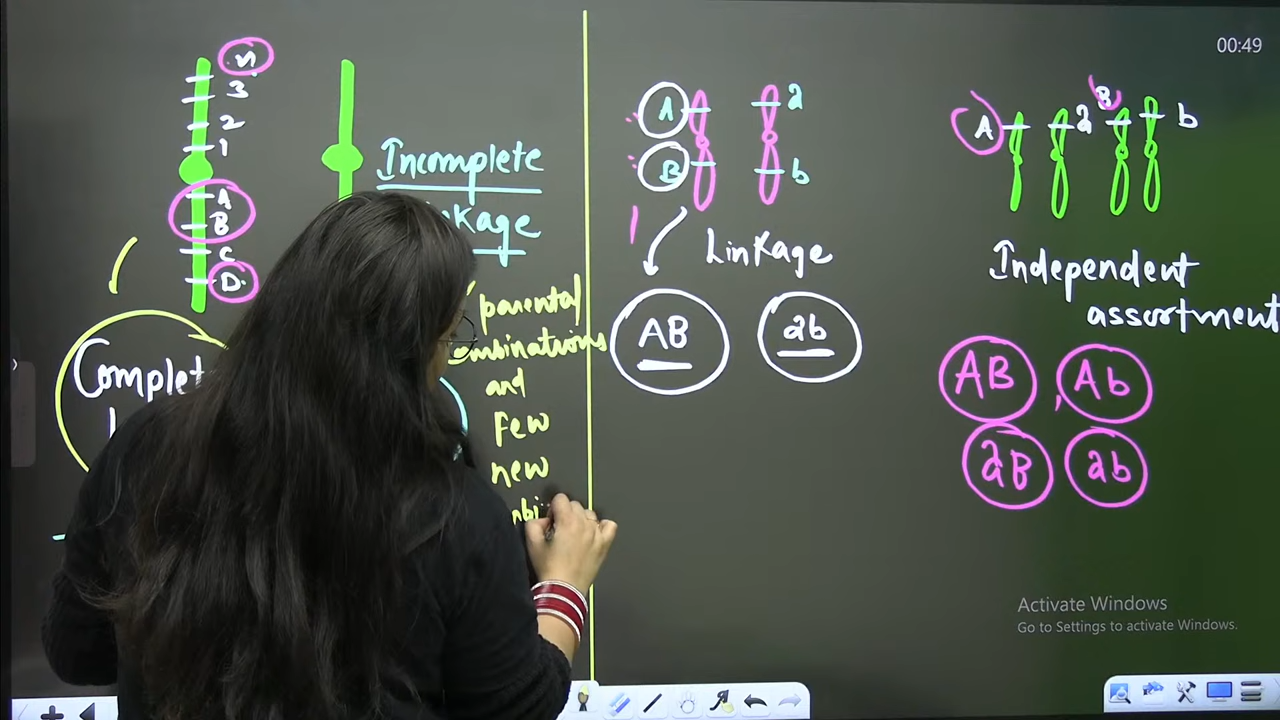 n
3
2
1
A
B
C
D
Incomplete
parental
and
Few
new
A
B
a
b
Linkage
AB
ab
A
a
B
b
Independent
assortment
AB
Ab
aB
ab
00:49
Activate Windows
Go to Settings to activate Windows.